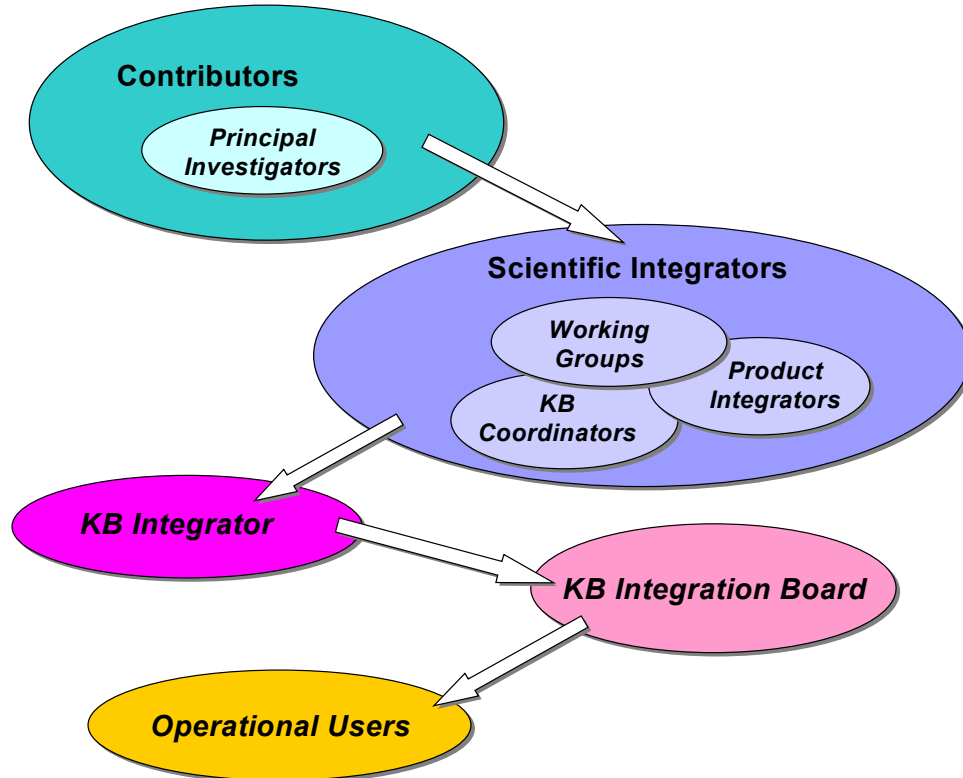 Contributors
Principal
Investigators
Scientific Integrators
Working
Groups
Product
Integrators
KB
Coordinators
KB Integrator
KB Integration Board
Operational Users